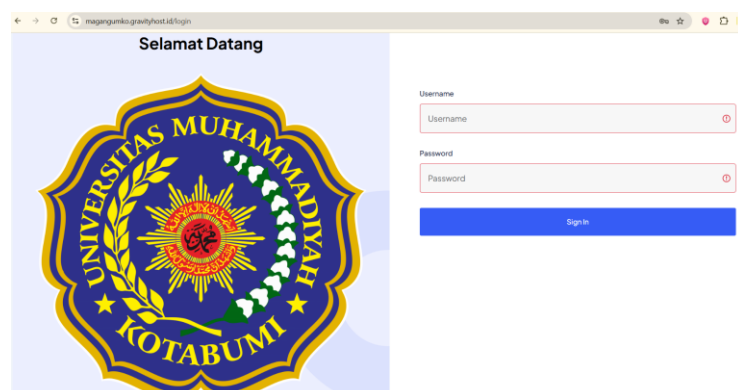 magangumko.gravityhost.id/login
Selamat Datang
UNIVERSITAS MUHAMMADIYAH
KOTABUMI
Username
Username
Password
Password
Sign In